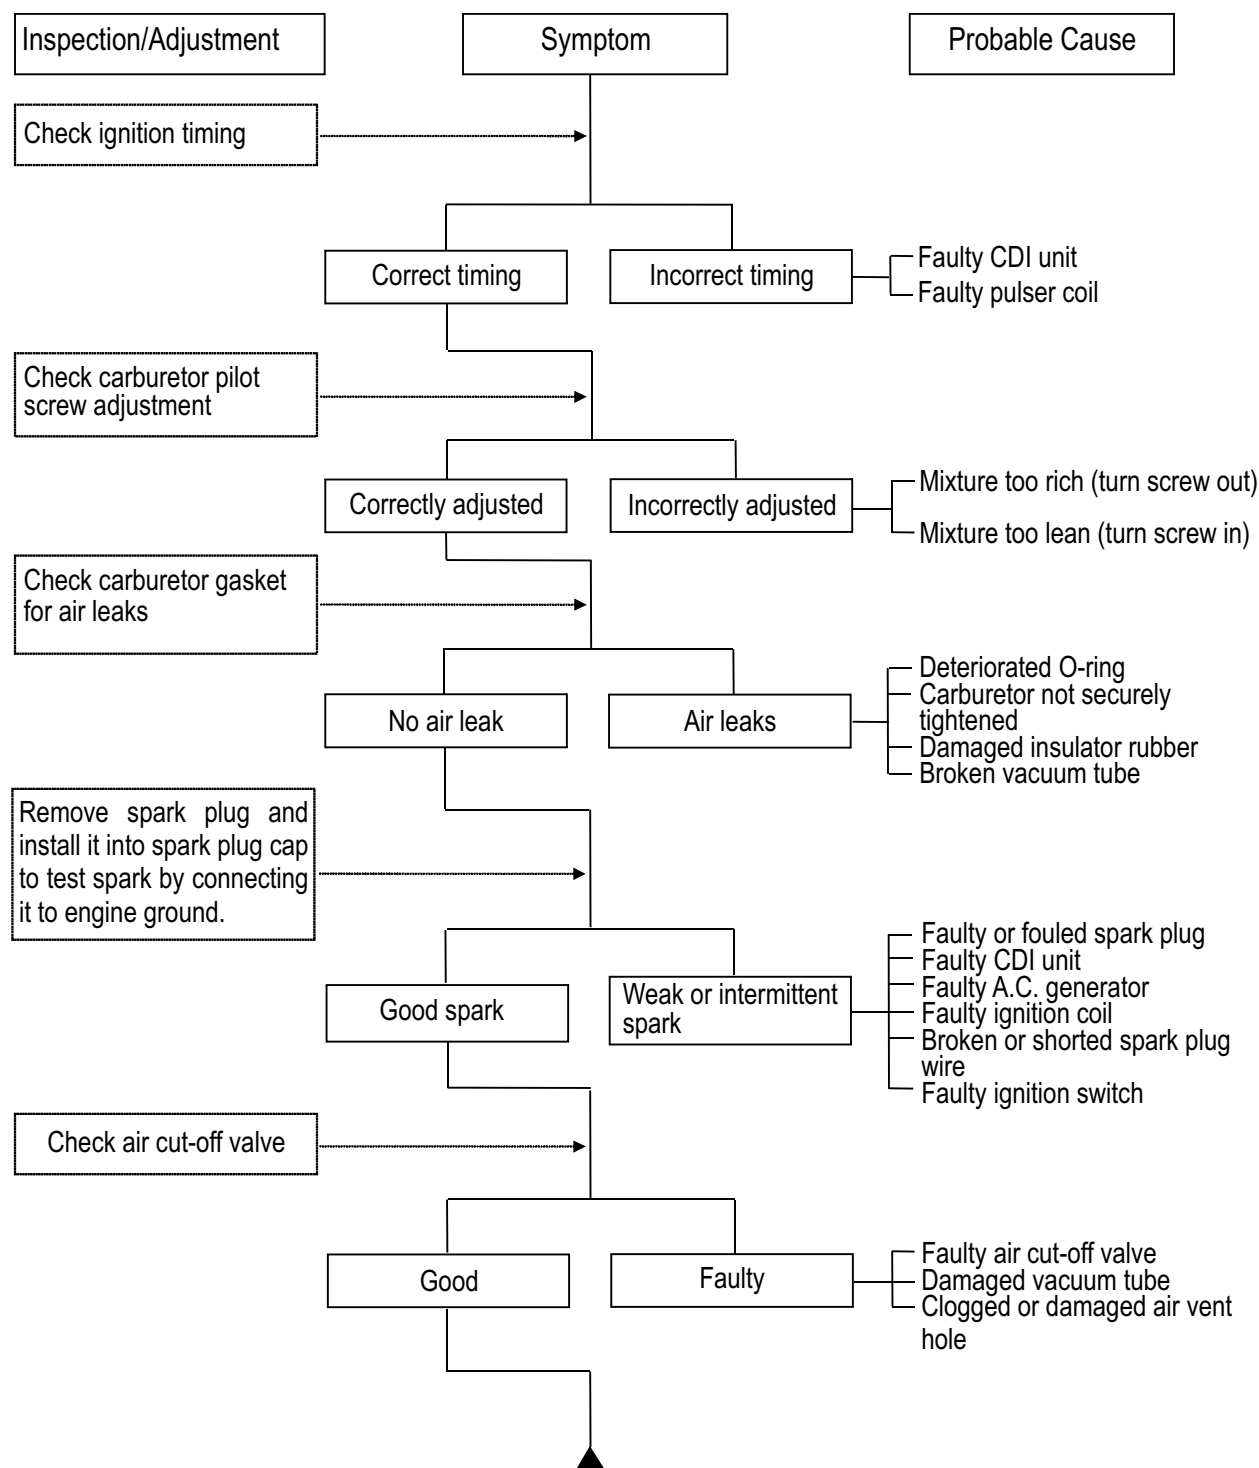 Inspection/Adjustment
Symptom
Probable Cause
Check ignition timing
Correct timing
Incorrect timing
Faulty CDI unit
Faulty pulser coil
Check carburetor pilot
screw adjustment
Correctly adjusted
Incorrectly adjusted
Mixture too rich (turn screw out)
Mixture too lean (turn screw in)
Check carburetor gasket
for air leaks
No air leak
Air leaks
Deteriorated O-ring
Carburetor not securely
tightened
Damaged insulator rubber
Broken vacuum tube
Remove spark plug and
install it into spark plug cap
to test spark by connecting
it to engine ground.
Good spark
Weak or intermittent
spark
Faulty or fouled spark plug
Faulty CDI unit
Faulty A.C. generator
Faulty ignition coil
Broken or shorted spark plug
wire
Faulty ignition switch
Check air cut-off valve
Good
Faulty
Faulty air cut-off valve
Damaged vacuum tube
Clogged or damaged air vent
hole